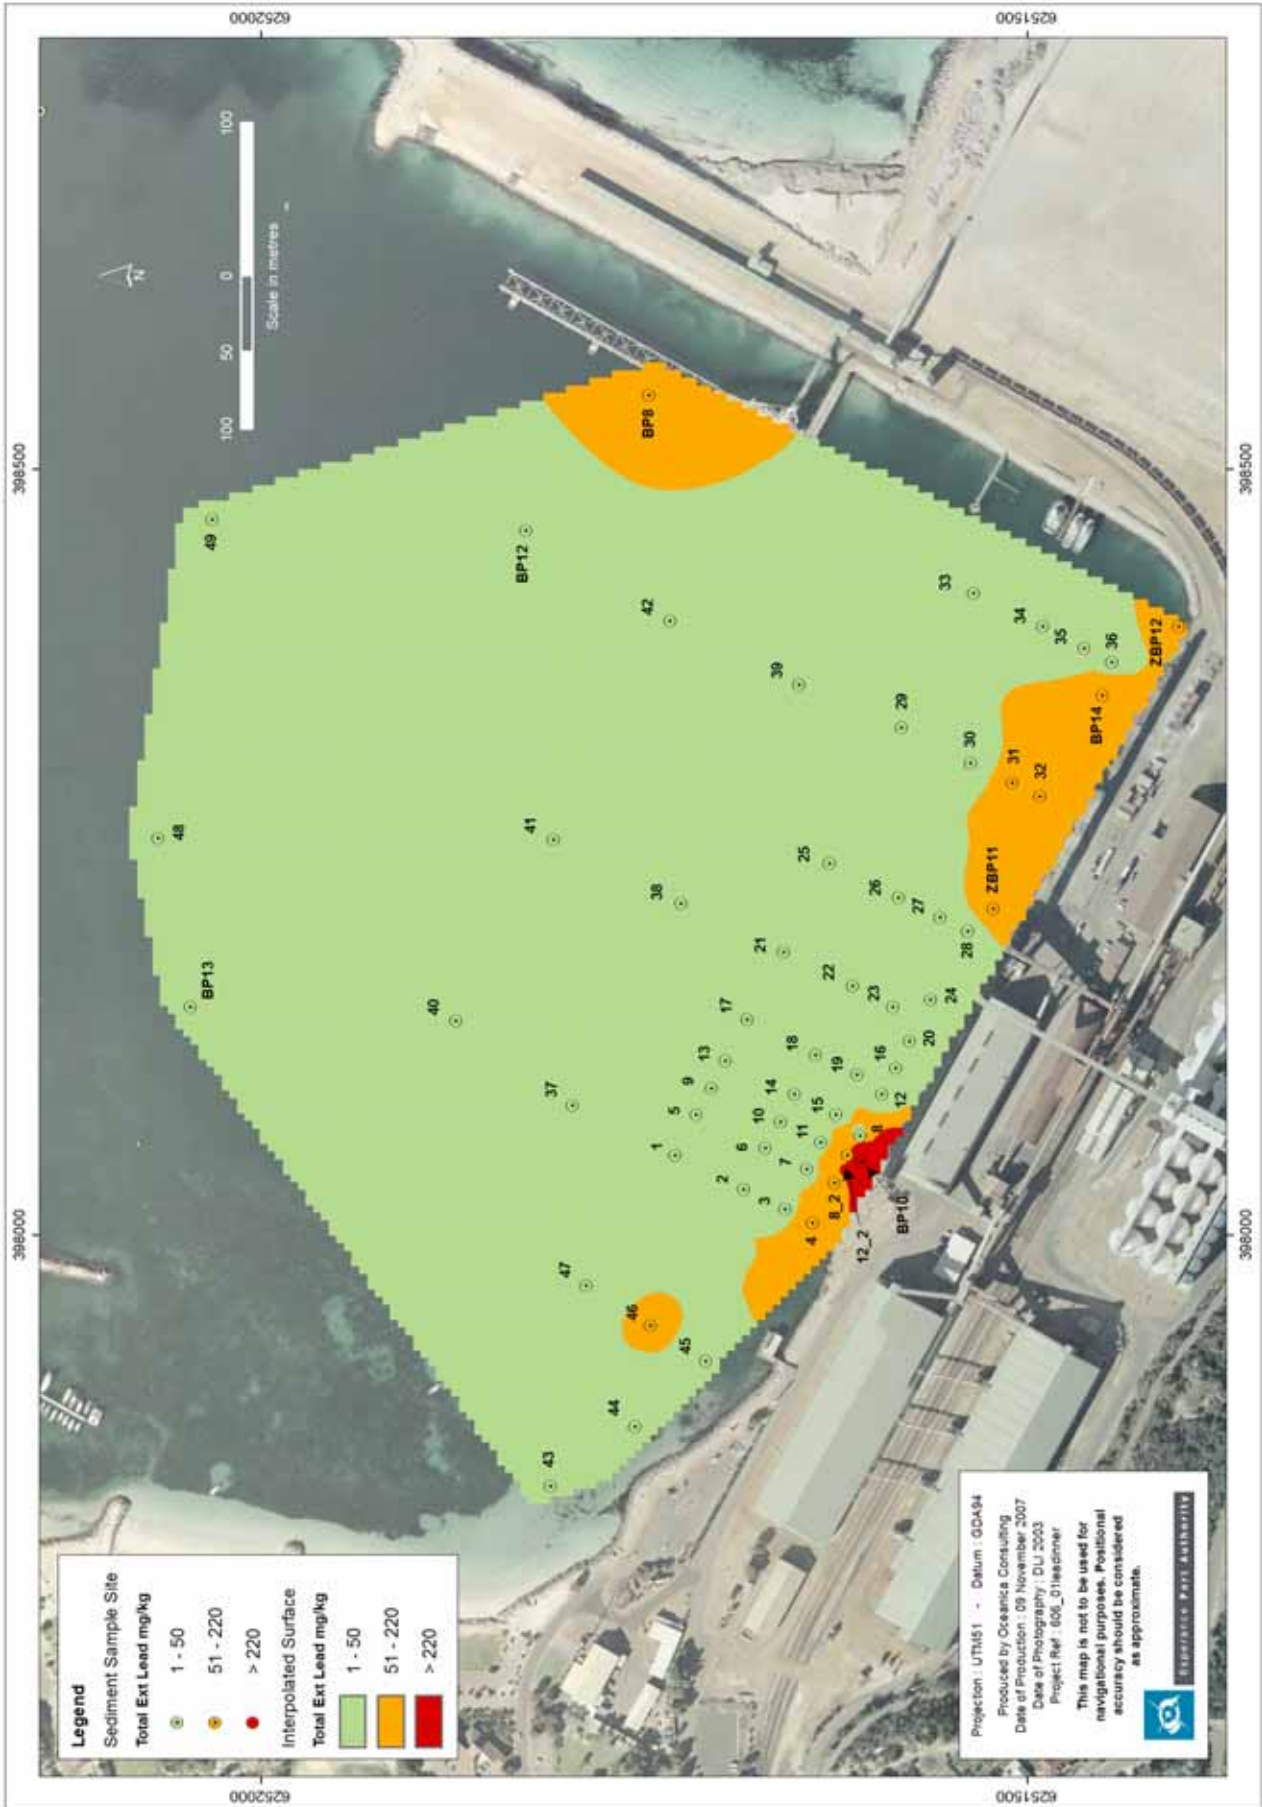 398000
398500
6252000
6252000
6251500
6251500
398000
398500
Legend
Sediment Sample Site
Total Ext Lead mg/kg
1 - 50
51 - 220
> 220
Interpolated Surface
Total Ext Lead mg/kg
1 - 50
51 - 220
> 220
N
100
50
0
100
Scale in metres
48
49
BP13
BP12
40
41
37
38
42
BP8
43
44
45
46
47
1
2
3
4
5
6
7
8_2
12_2
BP10
8
9
10
11
12
13
14
15
16
17
18
19
20
21
22
23
24
25
26
27
28
29
30
31
32
33
34
35
36
39
ZBP11
BP14
ZBP12
Projection : UTM51 - Datum : GDA94
Produced by Oceanica Consulting
Date of Production : 09 November 2007
Date of Photography : DLI 2003
Project Ref : 606_01leadinner
This map is not to be used for
navigational purposes. Positional
accuracy should be considered
as approximate.
Esperance Port Authority